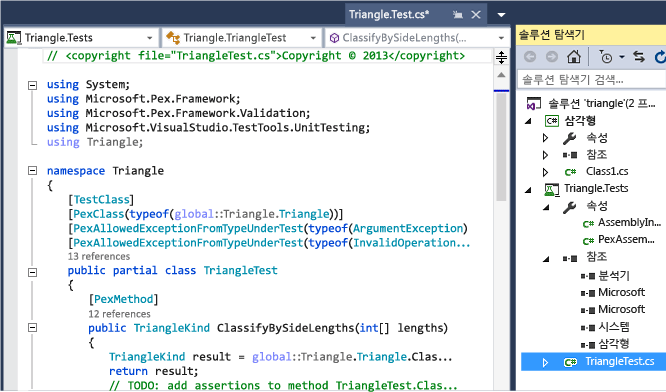 Triangle.Test.cs*
Triangle.Tests
Triangle.TriangleTest
ClassifyBySideLengths(...
// <copyright file="TriangleTest.cs">Copyright © 2013</copyright>
using System;
using Microsoft.Pex.Framework;
using Microsoft.Pex.Framework.Validation;
using Microsoft.VisualStudio.TestTools.UnitTesting;
using Triangle;
namespace Triangle
{
[TestClass]
[PexClass(typeof(global::Triangle.Triangle))]
[PexAllowedExceptionFromTypeUnderTest(typeof(ArgumentException)
[PexAllowedExceptionFromTypeUnderTest(typeof(InvalidOperation...
13 references
public partial class TriangleTest
{
[PexMethod]
12 references
public TriangleKind ClassifyBySideLengths(int[] lengths)
{
TriangleKind result = global::Triangle.Triangle.Clas...
return result;
// TODO: add assertions to method TriangleTest.Clas...
솔루션 탐색기
솔루션 탐색기 검색...
솔루션 'triangle'(2 프...
C# 삼각형
속성
참조
C# Class1.cs
Triangle.Tests
속성
C# AssemblyIn...
C# PexAssem...
참조
분석기
Microsoft
Microsoft
시스템
삼각형
C# TriangleTest.cs